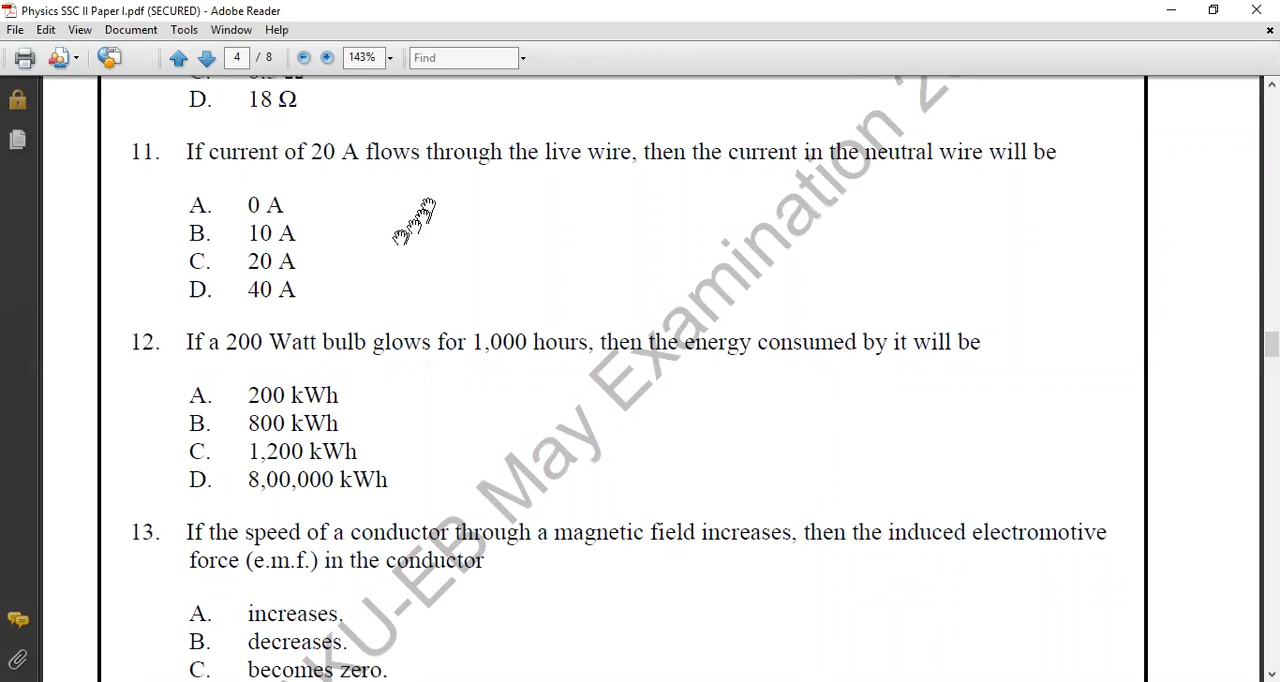 Physics SSC II Paper I.pdf (SECURED) - Adobe Reader
File Edit View Document Tools Window Help
4 / 8 143% Find
D. 18 Ω
11. If current of 20 A flows through the live wire, then the current in the neutral wire will be
A. 0 A
B. 10 A
C. 20 A
D. 40 A
12. If a 200 Watt bulb glows for 1,000 hours, then the energy consumed by it will be
A. 200 kWh
B. 800 kWh
C. 1,200 kWh
D. 8,00,000 kWh
13. If the speed of a conductor through a magnetic field increases, then the induced electromotive
force (e.m.f.) in the conductor
A. increases.
B. decreases.
C. becomes zero.
KU-EB May Examination 2